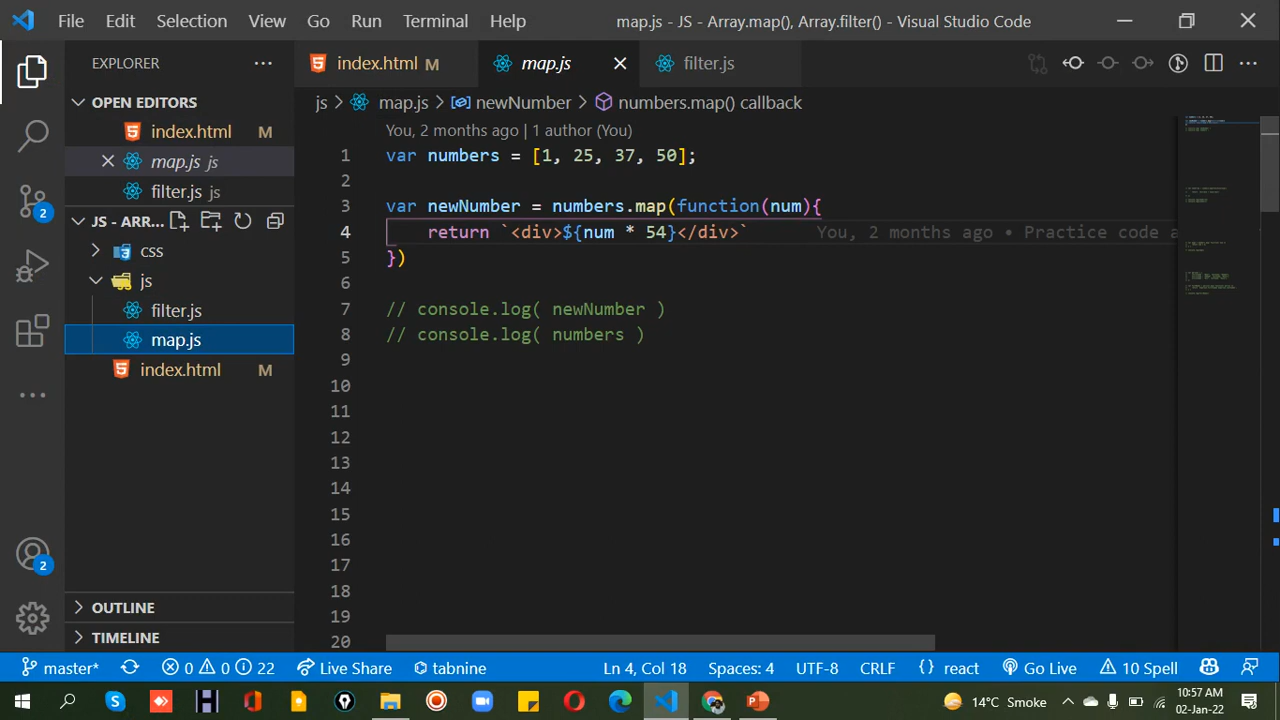 File Edit Selection View Go Run Terminal Help map.js - JS - Array.map(), Array.filter() - Visual Studio Code
EXPLORER
OPEN EDITORS
index.html M
map.js js
filter.js js
JS - ARR...
css
js
filter.js
map.js
index.html M
OUTLINE
TIMELINE
index.html M map.js filter.js
js > map.js > newNumber > numbers.map() callback
You, 2 months ago | 1 author (You)
1 var numbers = [1, 25, 37, 50];
2
3 var newNumber = numbers.map(function(num){
4 return `<div>${num * 54}</div>` You, 2 months ago • Practice code a
5 })
6
7 // console.log( newNumber )
8 // console.log( numbers )
9
10
11
12
13
14
15
16
17
18
19
20
2
2
master* 0 0 22 Live Share tabnine Ln 4, Col 18 Spaces: 4 UTF-8 CRLF {} react Go Live 10 Spell
14°C Smoke 10:57 AM
02-Jan-22